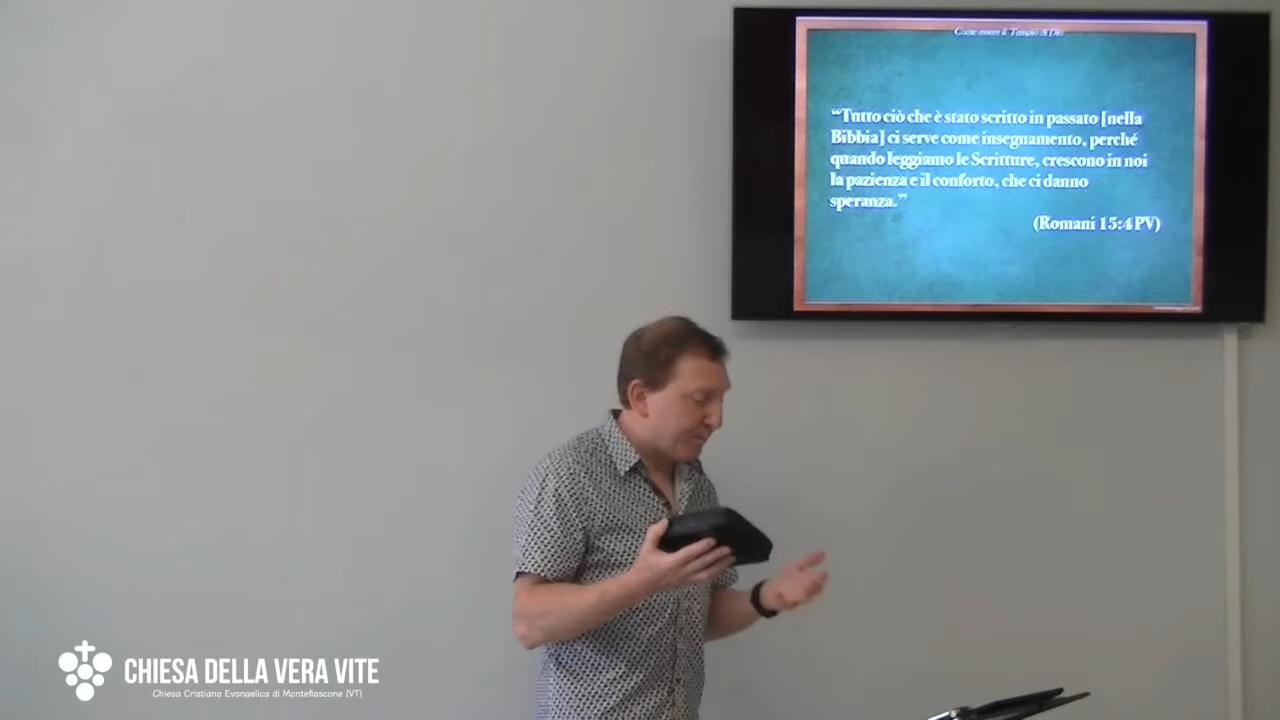 Come essere il Tempio di Dio
“Tutto ciò che è stato scritto in passato [nella
Bibbia] ci serve come insegnamento, perché
quando leggiamo le Scritture, crescono in noi
la pazienza e il conforto, che ci danno
speranza.”
(Romani 15:4 PV)
CHIESA DELLA VERA VITE
Chiesa Cristiana Evangelica di Montefiascone (VT)